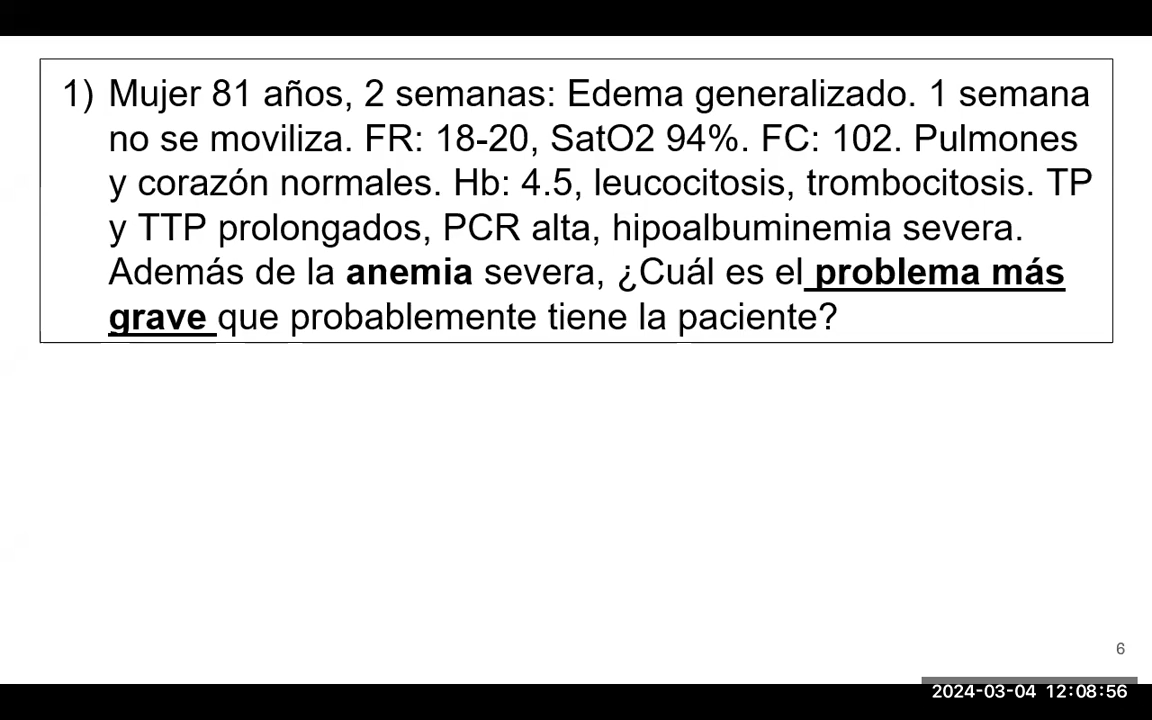 1) Mujer 81 años, 2 semanas: Edema generalizado. 1 semana
no se moviliza. FR: 18-20, SatO2 94%. FC: 102. Pulmones
y corazón normales. Hb: 4.5, leucocitosis, trombocitosis. TP
y TTP prolongados, PCR alta, hipoalbuminemia severa.
Además de la anemia severa, ¿Cuál es el problema más
grave que probablemente tiene la paciente?
6
2024-03-04 12:08:56